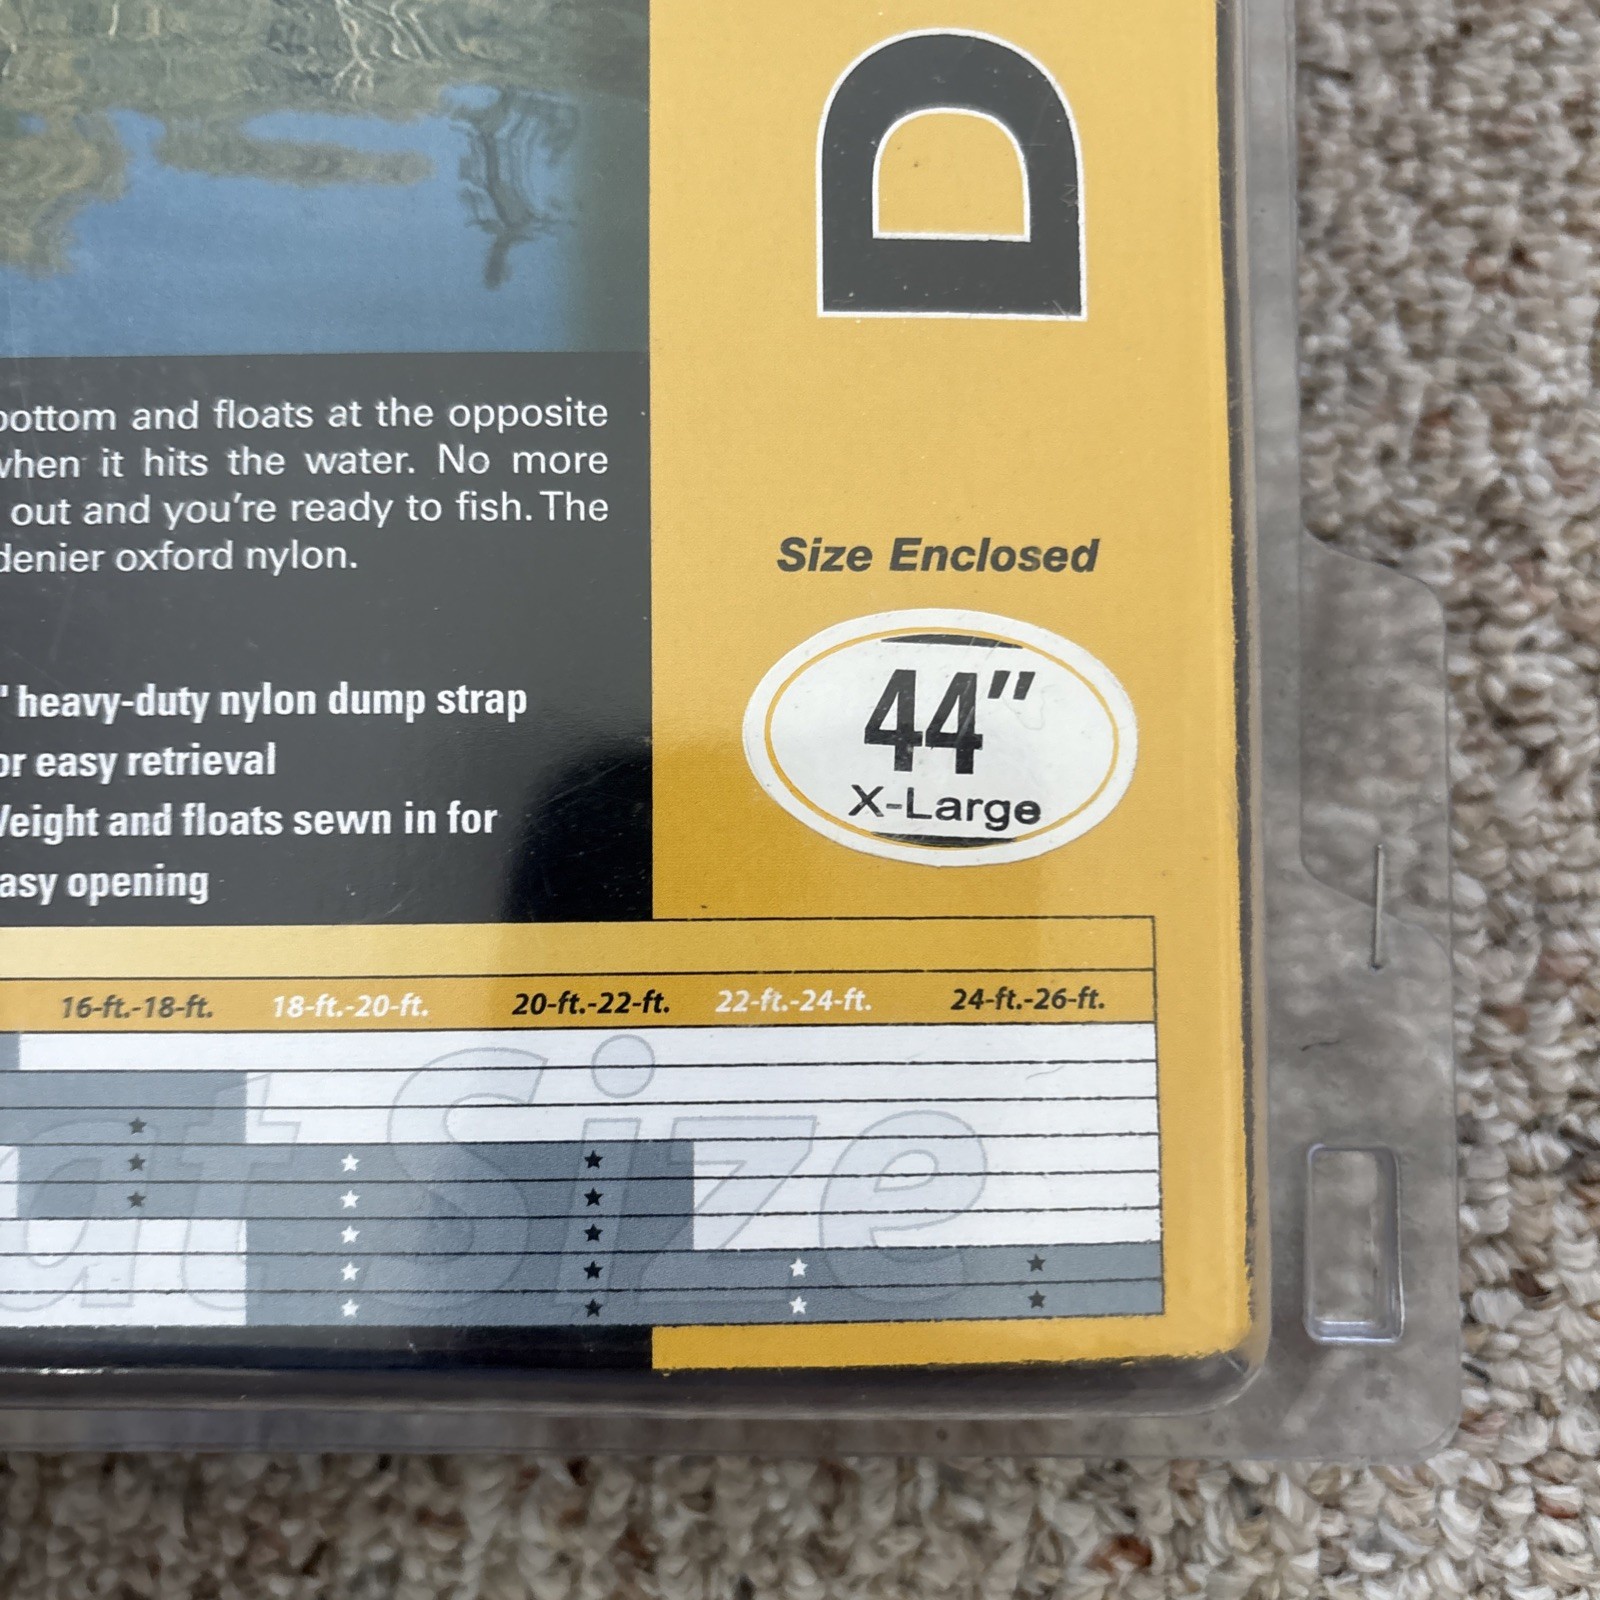 D
bottom and floats at the opposite
when it hits the water. No more
out and you're ready to fish. The
denier oxford nylon.
" heavy-duty nylon dump strap
or easy retrieval
Weight and floats sewn in for
easy opening
Size Enclosed
44"
X-Large
16-ft.-18-ft. 18-ft.-20-ft. 20-ft.-22-ft. 22-ft.-24-ft. 24-ft.-26-ft.
at Size